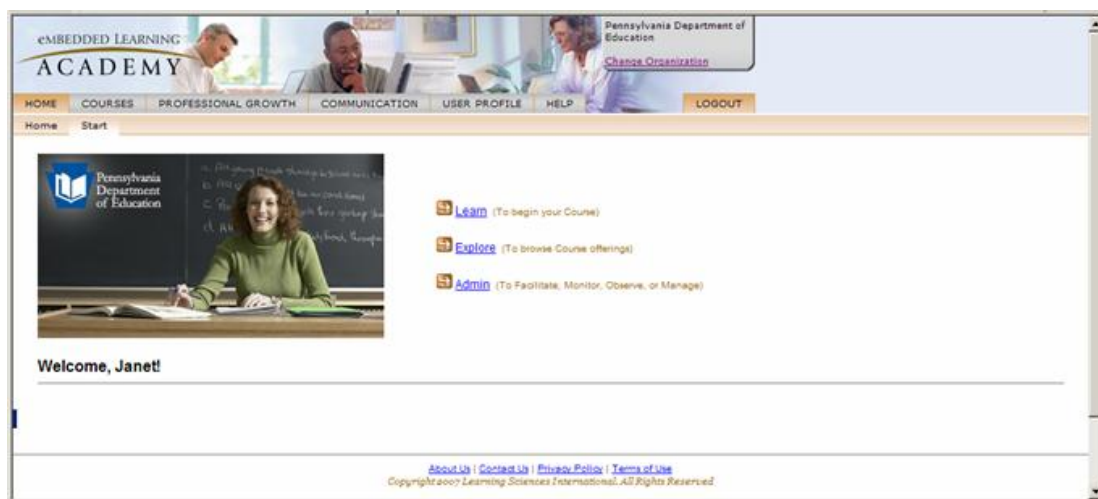 eMBEDDED LEARNING
ACADEMY
Pennsylvania Department of
Education
Change Organization
HOME COURSES PROFESSIONAL GROWTH COMMUNICATION USER PROFILE HELP LOGOUT
Home Start
Pennsylvania
Department
of Education
Learn (To begin your Course)
Explore (To browse Course offerings)
Admin (To Facilitate, Monitor, Observe, or Manage)
Welcome, Janet!
About Us | Contact Us | Privacy Policy | Terms of Use
Copyright 2007 Learning Sciences International. All Rights Reserved